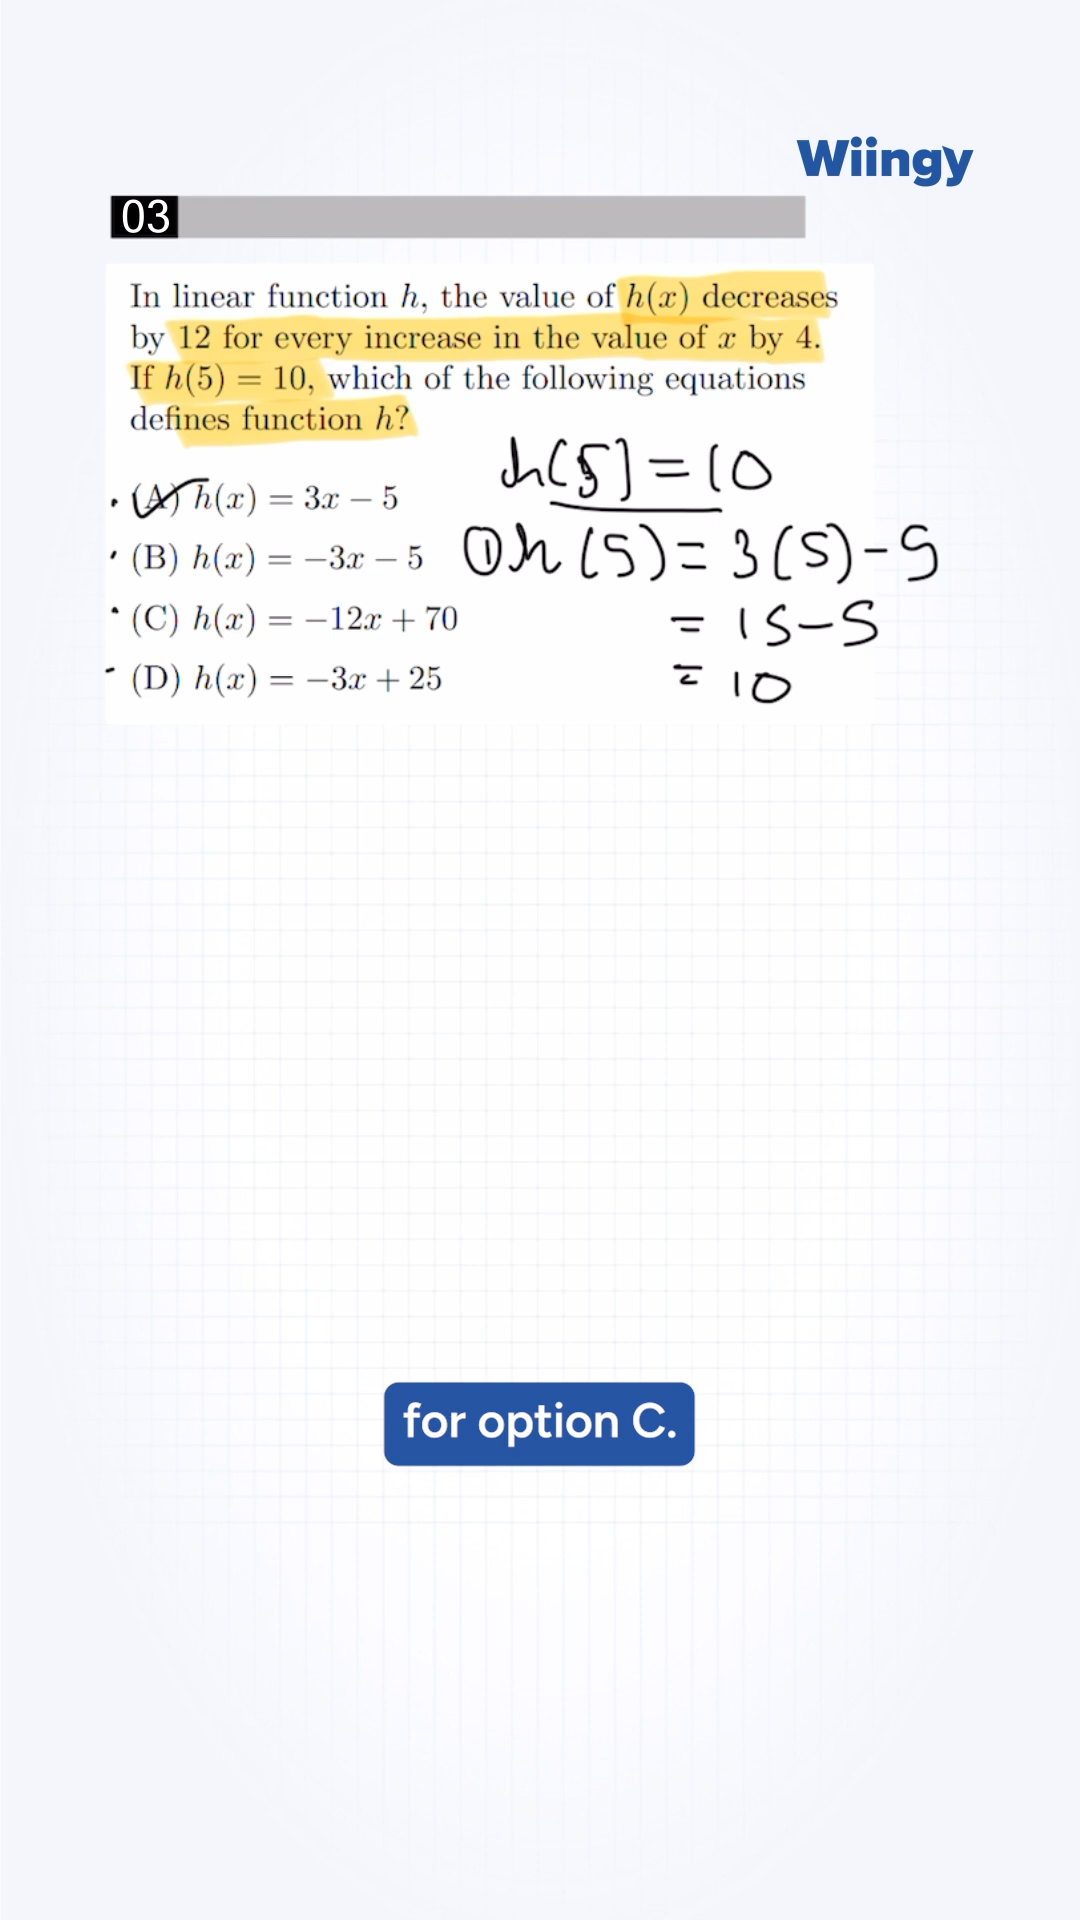 Wiingy
03
In linear function h, the value of h(x) decreases
by 12 for every increase in the value of x by 4.
If h(5) = 10, which of the following equations
defines function h?
(A) h(x) = 3x − 5
(B) h(x) = −3x − 5
(C) h(x) = −12x + 70
(D) h(x) = −3x + 25
h(5) = 10
① h(5) = 3(5) − 5
= 15 − 5
= 10
for option C.